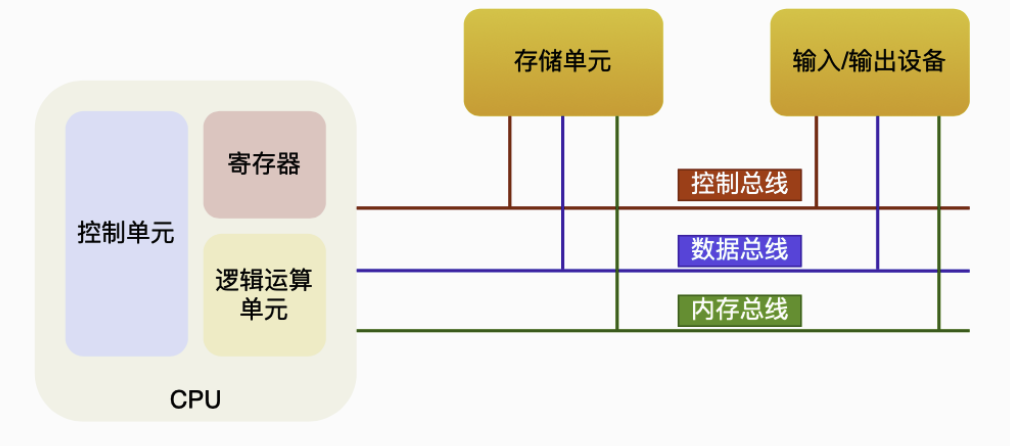 存储单元
输入/输出设备
控制单元
寄存器
逻辑运算
单元
CPU
控制总线
数据总线
内存总线